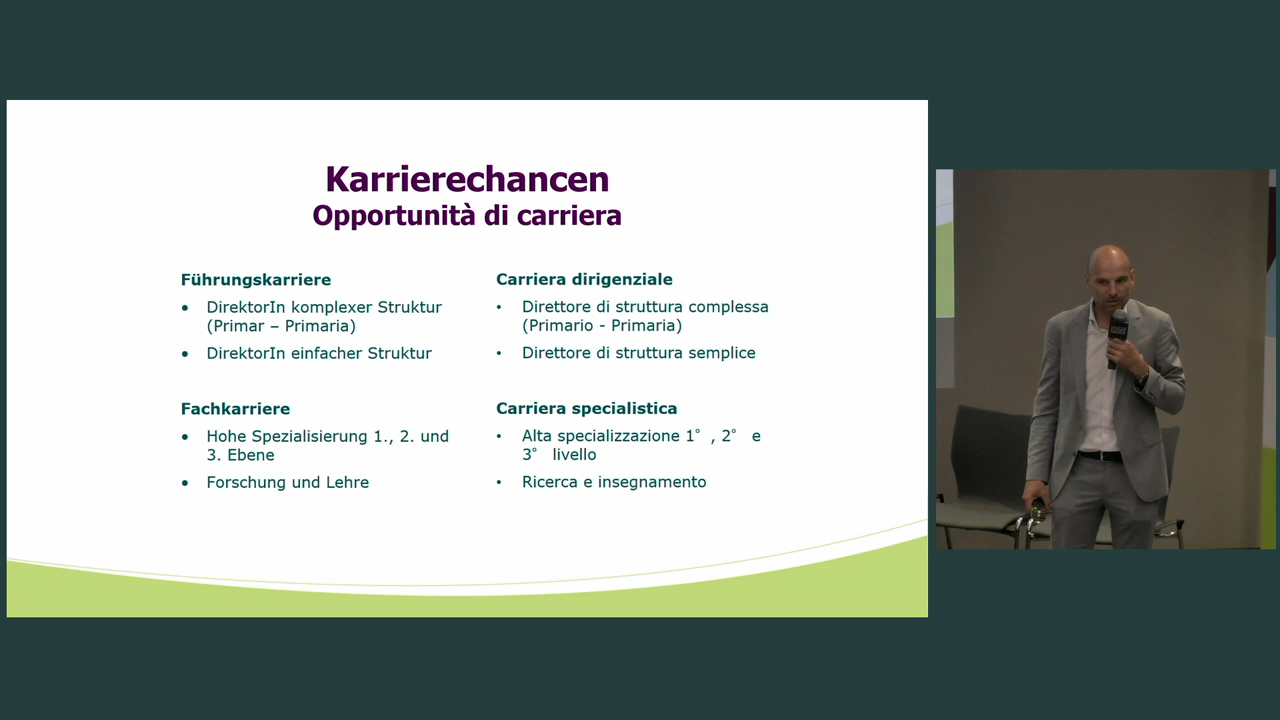 Karrierechancen
Opportunità di carriera
Führungskarriere
• DirektorIn komplexer Struktur
(Primar – Primaria)
• DirektorIn einfacher Struktur
Fachkarriere
• Hohe Spezialisierung 1., 2. und
3. Ebene
• Forschung und Lehre
Carriera dirigenziale
• Direttore di struttura complessa
(Primario - Primaria)
• Direttore di struttura semplice
Carriera specialistica
• Alta specializzazione 1° , 2° e
3° livello
• Ricerca e insegnamento